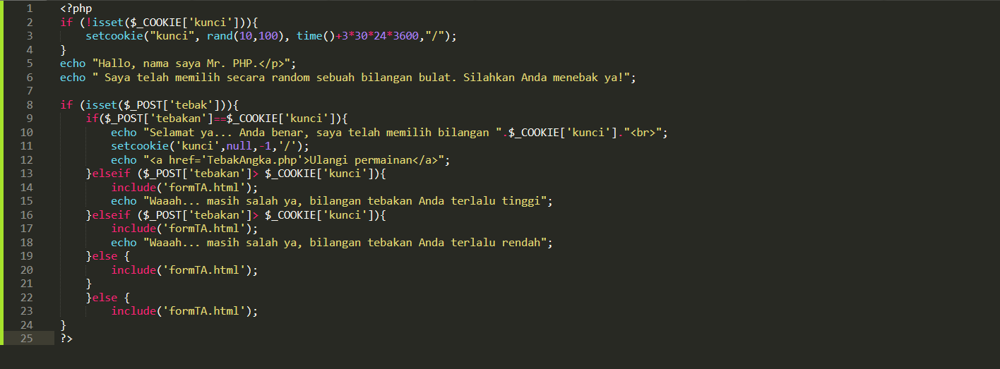 1 <?php
2 if (!isset($_COOKIE['kunci'])){
3     setcookie("kunci", rand(10,100), time()+3*30*24*3600,"/");
4 }
5 echo "Hallo, nama saya Mr. PHP.</p>";
6 echo " Saya telah memilih secara random sebuah bilangan bulat. Silahkan Anda menebak ya!";
7
8 if (isset($_POST['tebak'])){
9     if($_POST['tebakan']==$_COOKIE['kunci']){
10         echo "Selamat ya... Anda benar, saya telah memilih bilangan ".$_COOKIE['kunci']."<br>";
11         setcookie('kunci',null,-1,'/');
12         echo "<a href='TebakAngka.php'>Ulangi permainan</a>";
13     }elseif ($_POST['tebakan']> $_COOKIE['kunci']){
14         include('formTA.html');
15         echo "Waaah... masih salah ya, bilangan tebakan Anda terlalu tinggi";
16     }elseif ($_POST['tebakan']> $_COOKIE['kunci']){
17         include('formTA.html');
18         echo "Waaah... masih salah ya, bilangan tebakan Anda terlalu rendah";
19     }else {
20         include('formTA.html');
21     }
22     }else {
23         include('formTA.html');
24 }
25 ?>